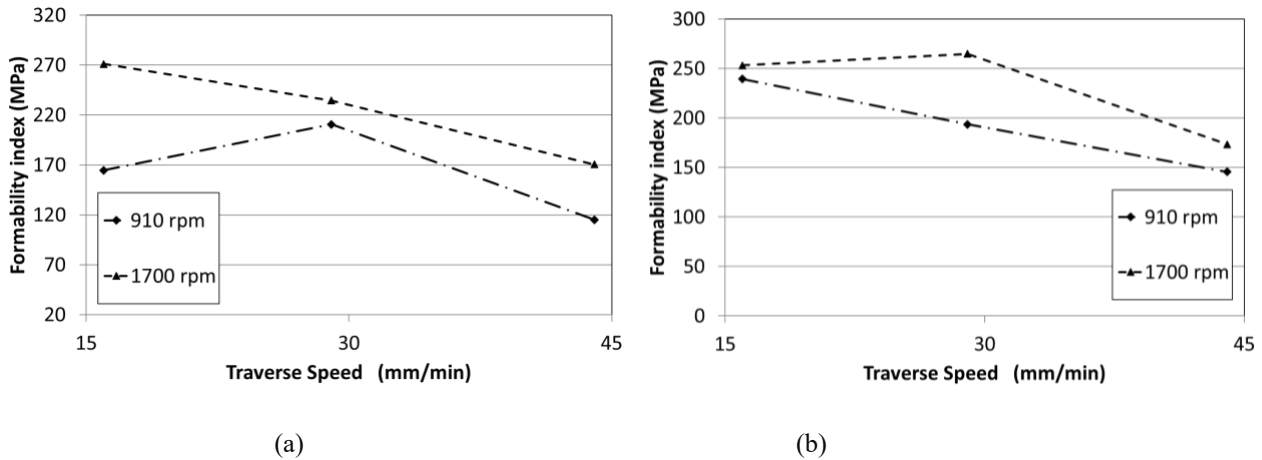 320
270
220
170
120
70
20
Formability index (MPa)
910 rpm
1700 rpm
15
30
45
Traverse Speed (mm/min)
(a)
300
250
200
150
100
50
0
Formability index (MPa)
910 rpm
1700 rpm
15
30
45
Traverse Speed (mm/min)
(b)